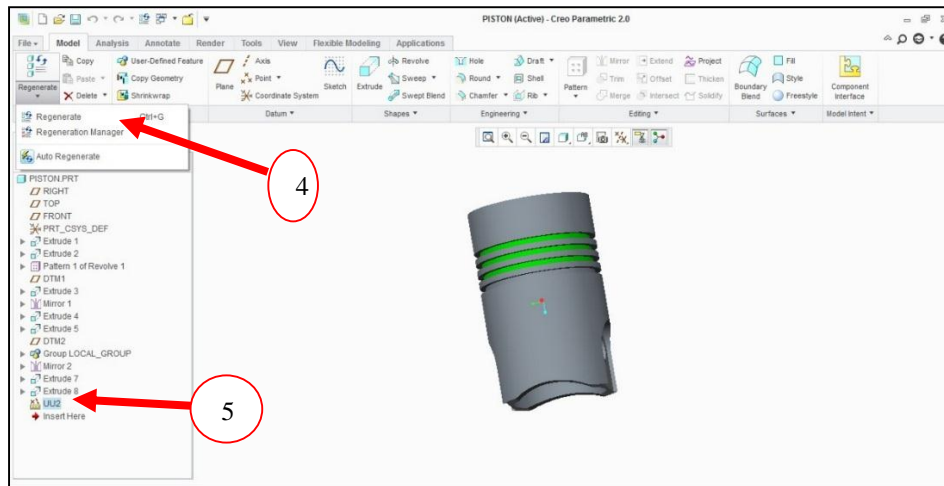 PISTON (Active) - Creo Parametric 2.0
File Model Analysis Annotate Render Tools View Flexible Modeling Applications
Copy User-Defined Feature Axis Revolve Hole Draft Mirror Extend Project Fill
Paste Copy Geometry Point Sweep Round Shell Trim Offset Thicken Style
Regenerate Delete Shrinkwrap Plane Coordinate System Sketch Extrude Swept Blend Chamfer Rib Pattern Merge Intersect Solidify Boundary Blend Freestyle Component Interface
Datum Shapes Engineering Editing Surfaces Model Intent
Regenerate Ctrl+G
Regeneration Manager
Auto Regenerate
4
PISTON.PRT
RIGHT
TOP
FRONT
PRT_CSYS_DEF
Extrude 1
Extrude 2
Pattern 1 of Revolve 1
DTM1
Extrude 3
Mirror 1
Extrude 4
Extrude 5
DTM2
Group LOCAL_GROUP
Mirror 2
Extrude 7
Extrude 8
UU2
5
Insert Here